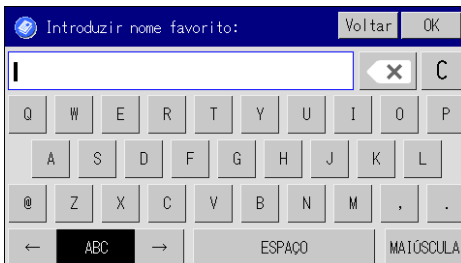 Introduzir nome favorito: Voltar OK
C
Q W E R T Y U I O P
A S D F G H J K L
@ Z X C V B N M , .
← ABC → ESPAÇO MAIÚSCULA